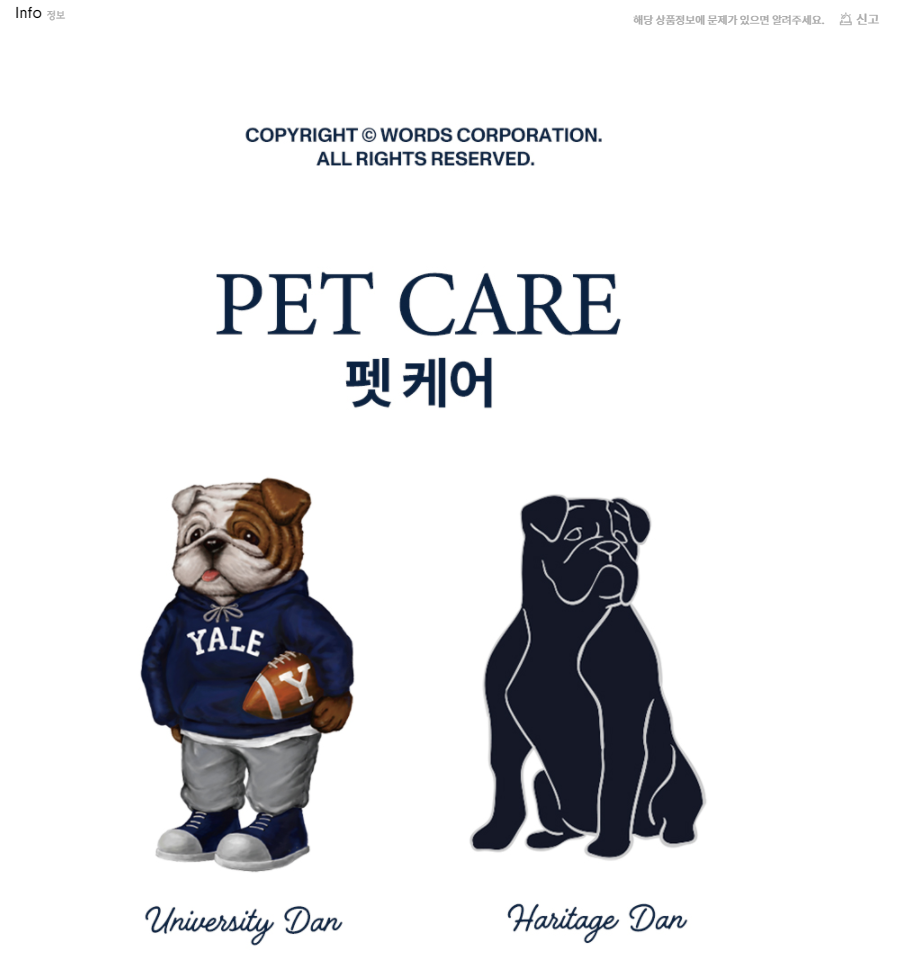 Info 정보
해당 상품정보에 문제가 있으면 알려주세요. 신고
COPYRIGHT © WORDS CORPORATION.
ALL RIGHTS RESERVED.
PET CARE
펫 케어
YALE
Y
University Dan
Haritage Dan